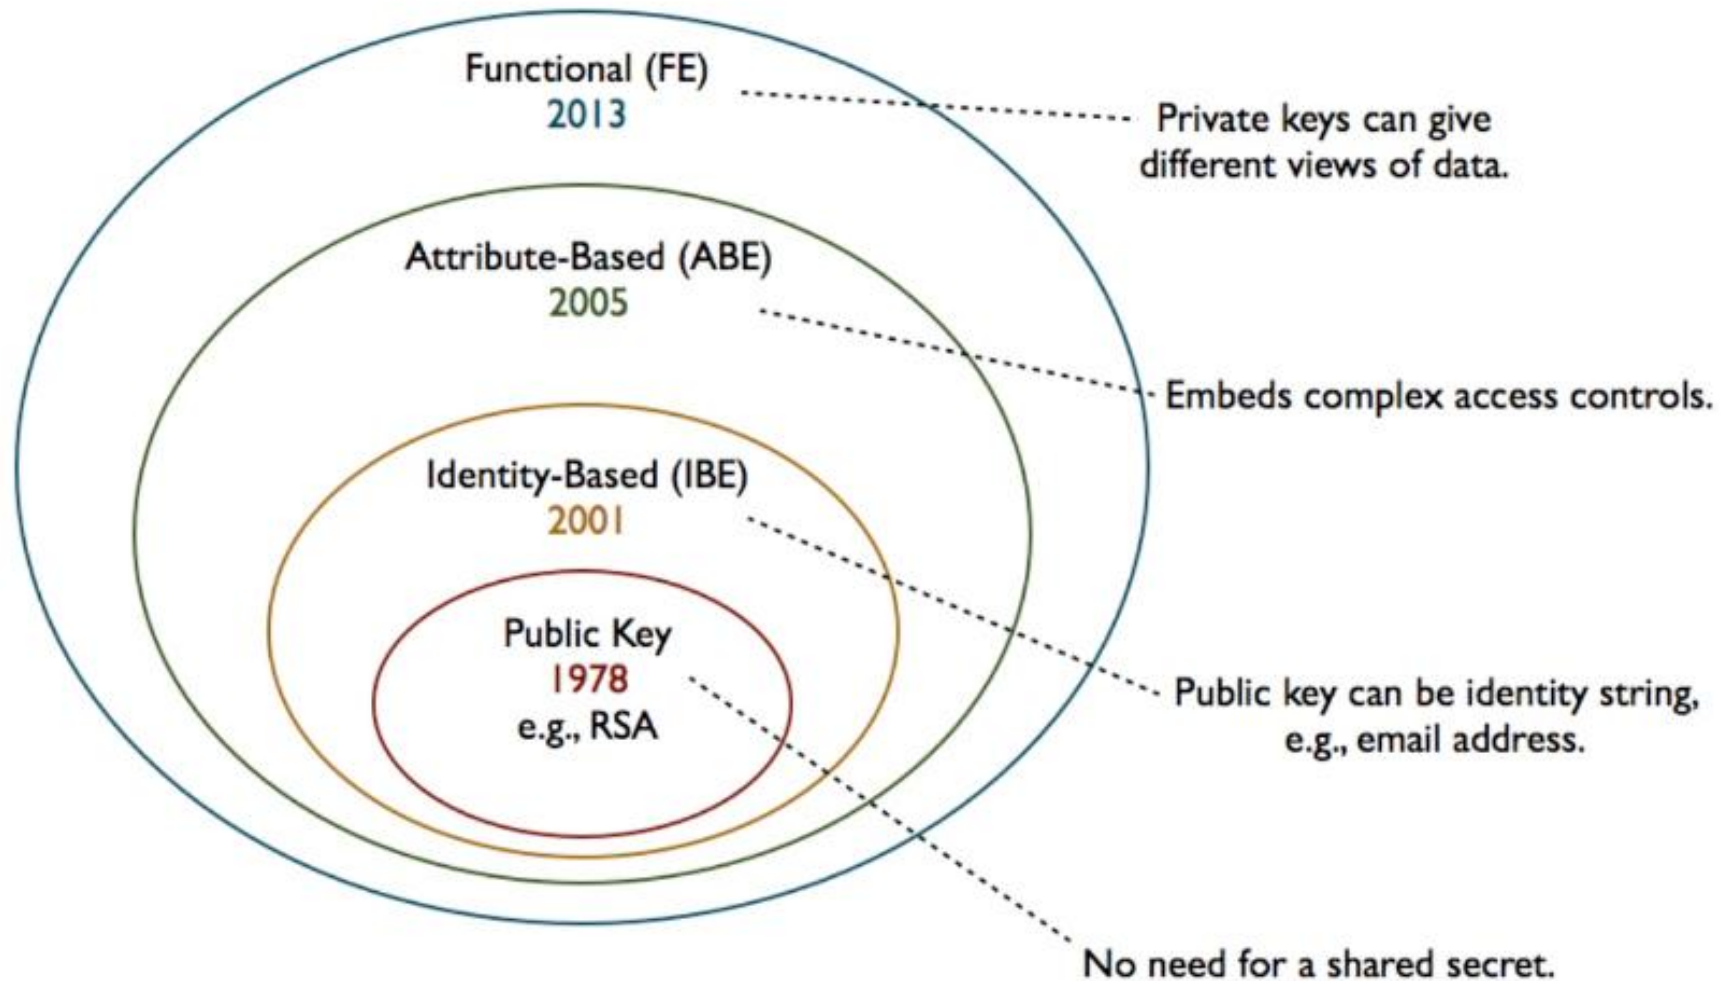 Functional (FE)
2013
Private keys can give
different views of data.
Attribute-Based (ABE)
2005
Embeds complex access controls.
Identity-Based (IBE)
2001
Public key can be identity string,
e.g., email address.
Public Key
1978
e.g., RSA
No need for a shared secret.